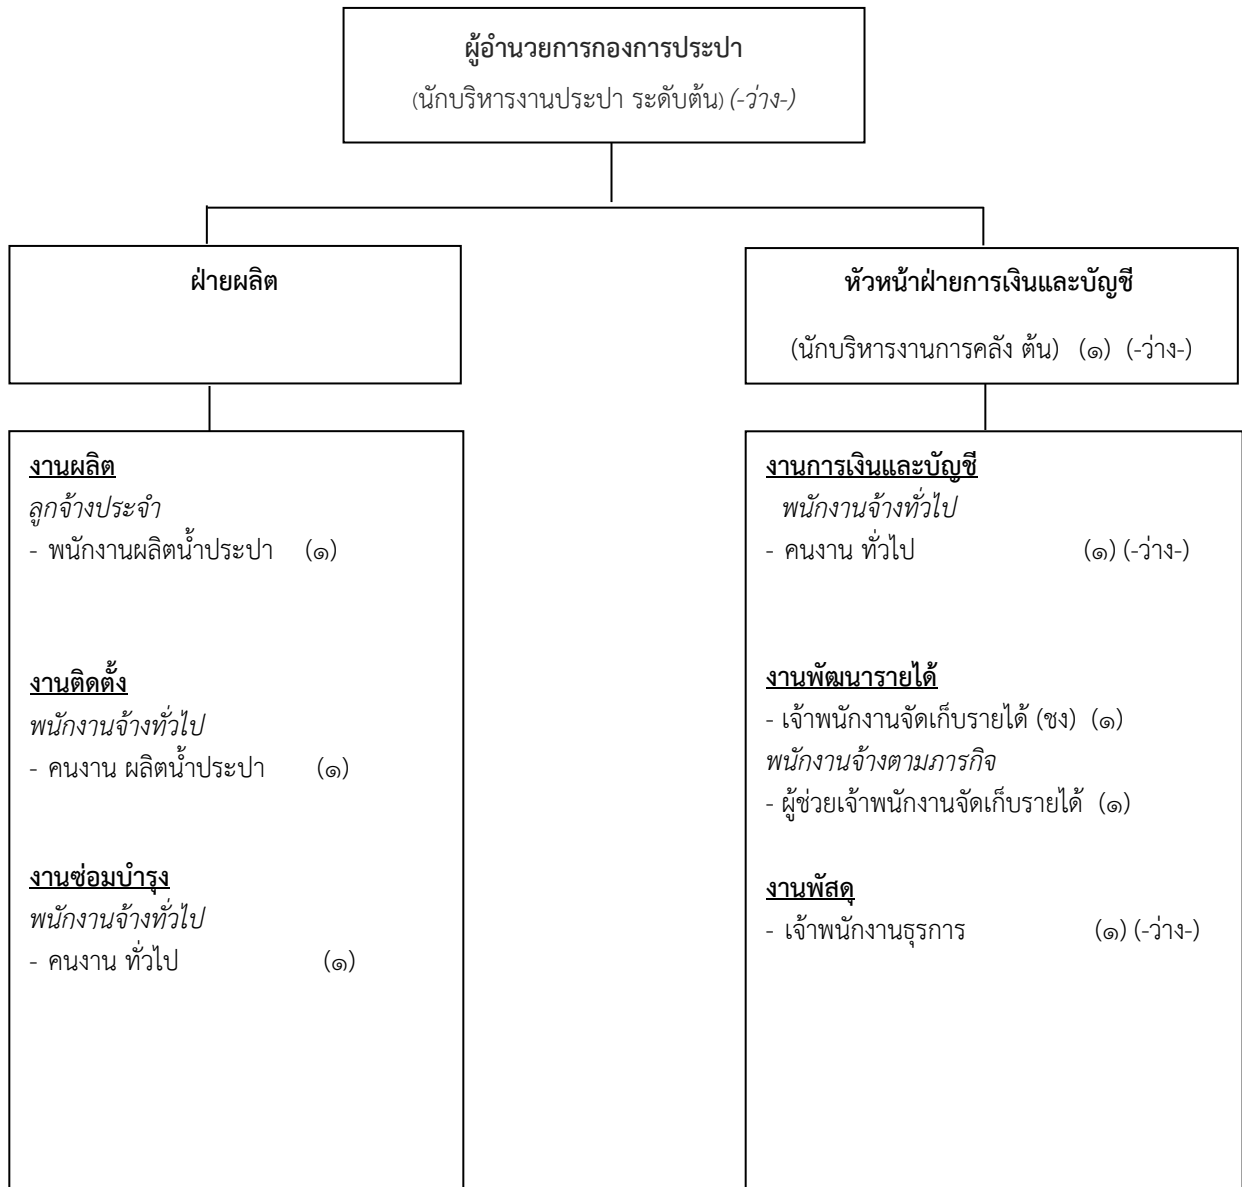 ผู้อำนวยการกองการประปา
(นักบริหารงานประปา ระดับต้น) (-ว่าง-)
ฝ่ายผลิต
หัวหน้าฝ่ายการเงินและบัญชี
(นักบริหารงานการคลัง ต้น) (๑) (-ว่าง-)
งานผลิต
ลูกจ้างประจำ
- พนักงานผลิตน้ำประปา (๑)
งานติดตั้ง
พนักงานจ้างทั่วไป
- คนงาน ผลิตน้ำประปา (๑)
งานซ่อมบำรุง
พนักงานจ้างทั่วไป
- คนงาน ทั่วไป (๑)
งานการเงินและบัญชี
พนักงานจ้างทั่วไป
- คนงาน ทั่วไป (๑) (-ว่าง-)
งานพัฒนารายได้
- เจ้าพนักงานจัดเก็บรายได้ (ชง) (๑)
พนักงานจ้างตามภารกิจ
- ผู้ช่วยเจ้าพนักงานจัดเก็บรายได้ (๑)
งานพัสดุ
- เจ้าพนักงานธุรการ (๑) (-ว่าง-)